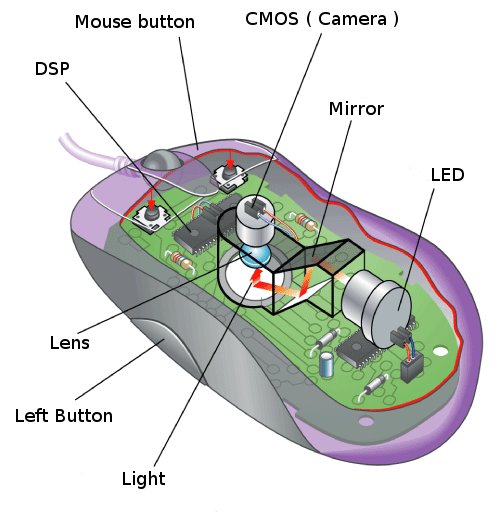 CMOS ( Camera )
Mouse button
DSP
Mirror
LED
Lens
Left Button
Light